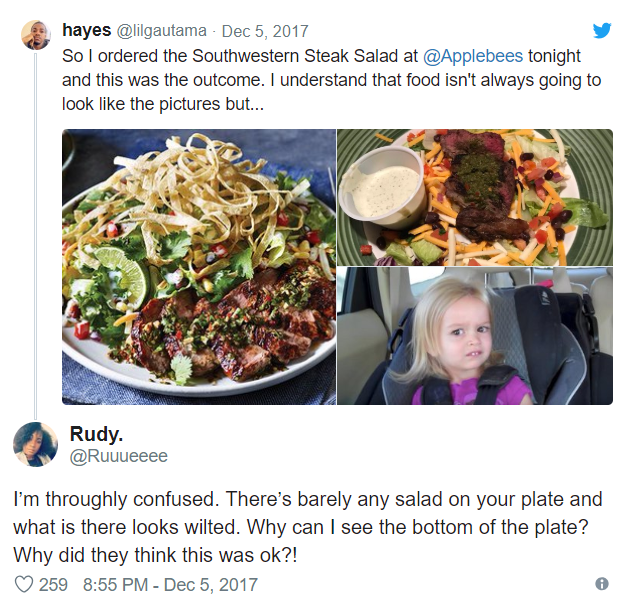 hayes @lilgautama · Dec 5, 2017
So I ordered the Southwestern Steak Salad at @Applebees tonight
and this was the outcome. I understand that food isn't always going to
look like the pictures but...
Rudy.
@Ruuueeee
I'm throughly confused. There's barely any salad on your plate and
what is there looks wilted. Why can I see the bottom of the plate?
Why did they think this was ok?!
259 8:55 PM - Dec 5, 2017